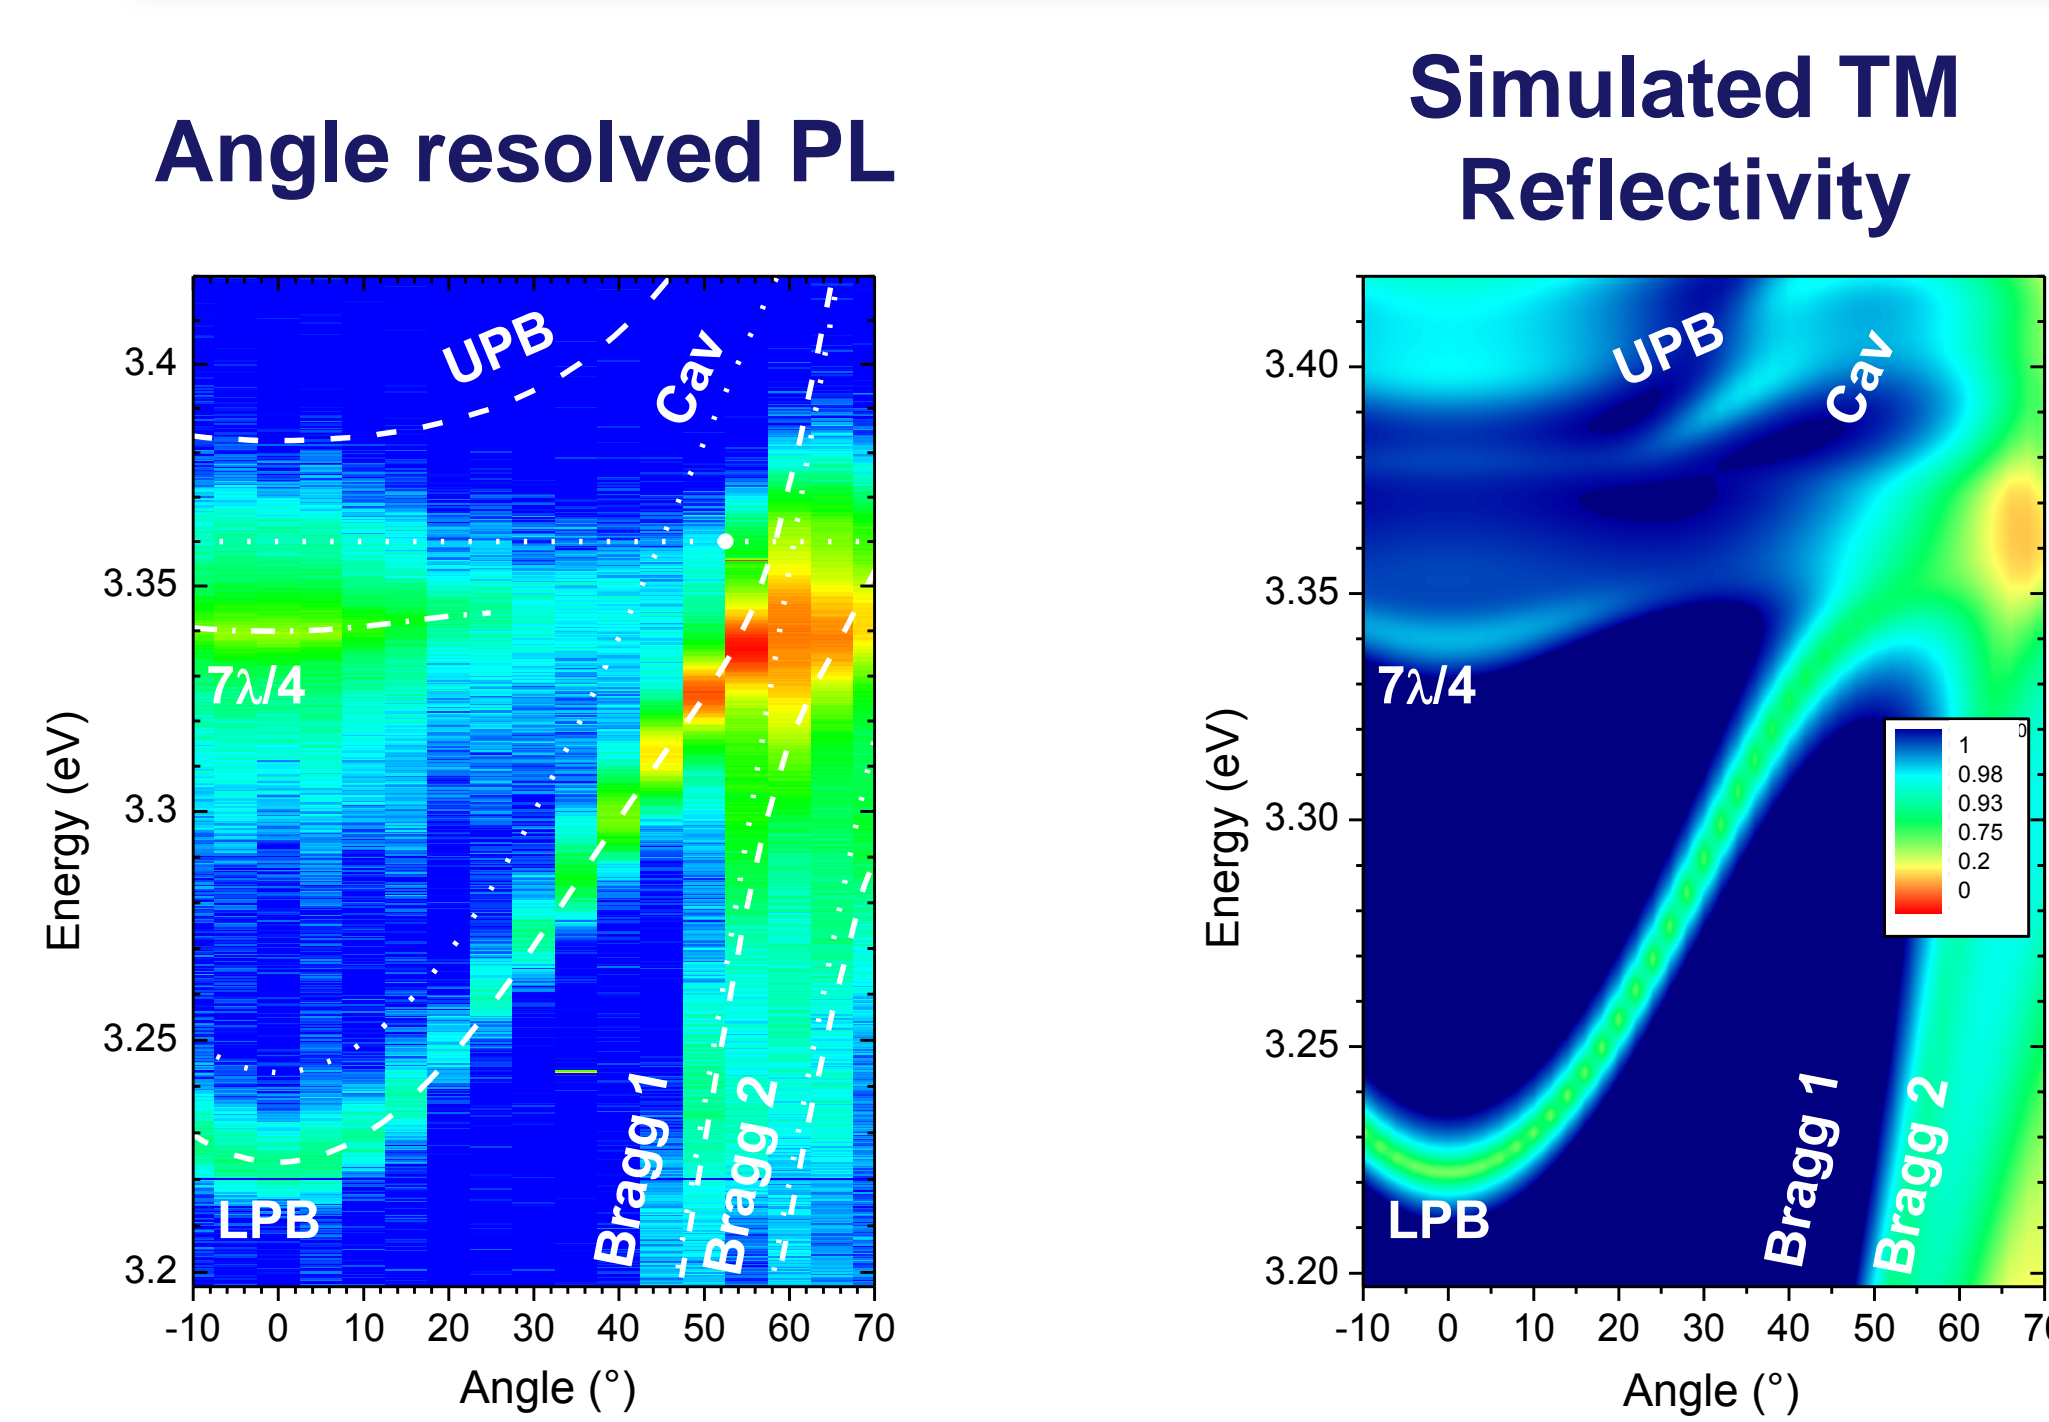 Angle resolved PL
Simulated TM
Reflectivity
UPB
Cav
7λ/4
LPB
Bragg 1
Bragg 2
3.4
3.35
3.3
3.25
3.2
Energy (eV)
-10 0 10 20 30 40 50 60 70
Angle (°)
UPB
Cav
7λ/4
LPB
Bragg 1
Bragg 2
3.40
3.35
3.30
3.25
3.20
Energy (eV)
1
0.98
0.93
0.75
0.2
0
-10 0 10 20 30 40 50 60
Angle (°)